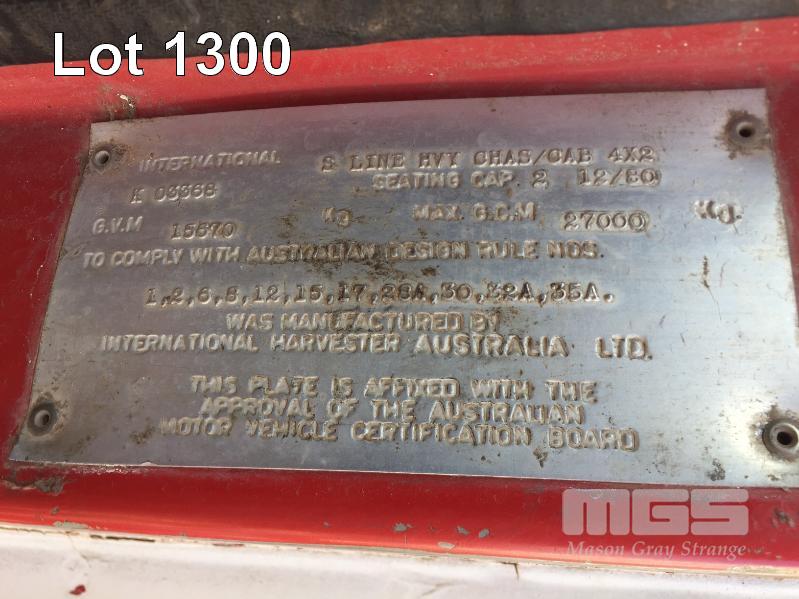 Lot 1300
INTERNATIONAL S LINE HVY CHAS/CAB 4X2
K 03368 SEATING CAP. 2 12/80
G.V.M 15570 Kg MAX. G.C.M 27000 Kg.
TO COMPLY WITH AUSTRALIAN DESIGN RULE NOS.
1,2,6,8,12,15,17,28A,30,32A,35A.
WAS MANUFACTURED BY
INTERNATIONAL HARVESTER AUSTRALIA LTD.
THIS PLATE IS AFFIXED WITH THE
APPROVAL OF THE AUSTRALIAN
MOTOR VEHICLE CERTIFICATION BOARD
MGS
Mason Gray Strange